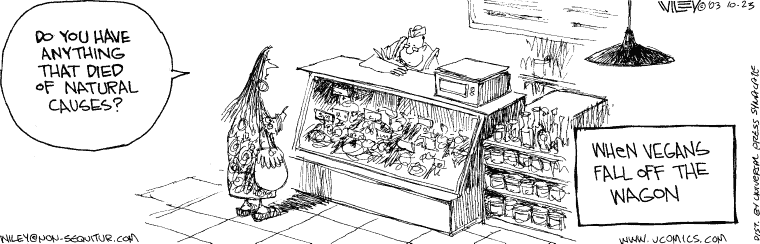 DO YOU HAVE
ANYTHING
THAT DIED
OF NATURAL
CAUSES?
WILEY © '03 10-25
WHEN VEGANS
FALL OFF THE
WAGON
WILEY@NON-SEQUITUR.COM
WWW.UCOMICS.COM
DIST. BY UNIVERSAL PRESS SYNDICATE